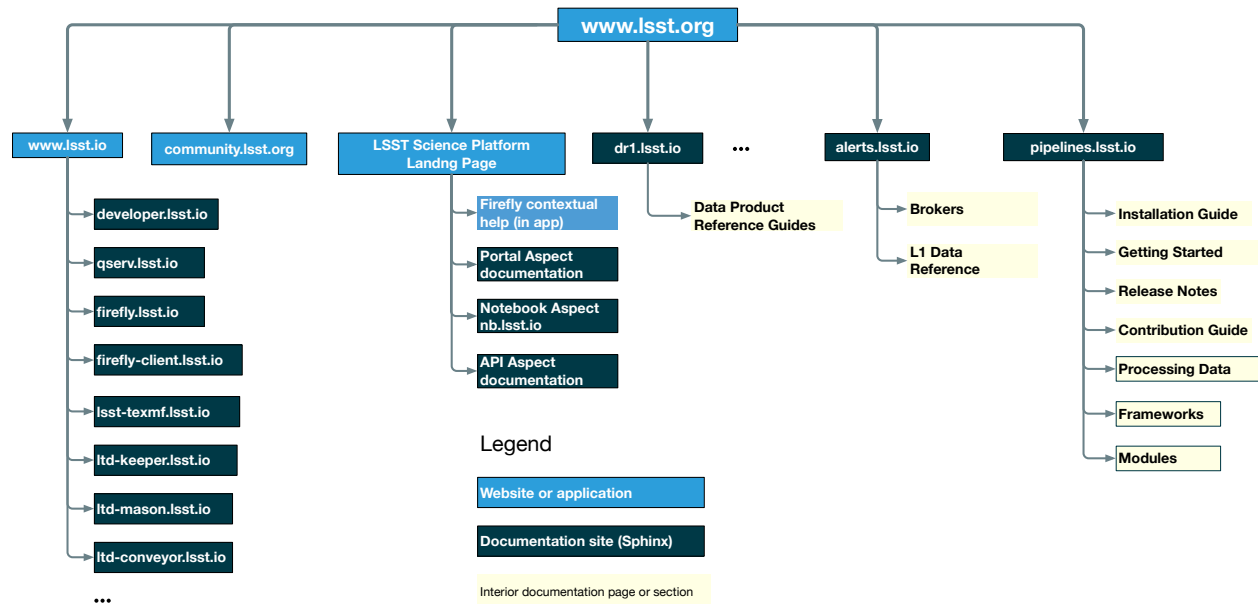 www.lsst.org
www.lsst.io
community.lsst.org
LSST Science Platform
Landng Page
dr1.lsst.io
...
alerts.lsst.io
pipelines.lsst.io
developer.lsst.io
qserv.lsst.io
firefly.lsst.io
firefly-client.lsst.io
lsst-texmf.lsst.io
ltd-keeper.lsst.io
ltd-mason.lsst.io
ltd-conveyor.lsst.io
...
Firefly contextual
help (in app)
Portal Aspect
documentation
Notebook Aspect
nb.lsst.io
API Aspect
documentation
Data Product
Reference Guides
Brokers
L1 Data
Reference
Installation Guide
Getting Started
Release Notes
Contribution Guide
Processing Data
Frameworks
Modules
Legend
Website or application
Documentation site (Sphinx)
Interior documentation page or section